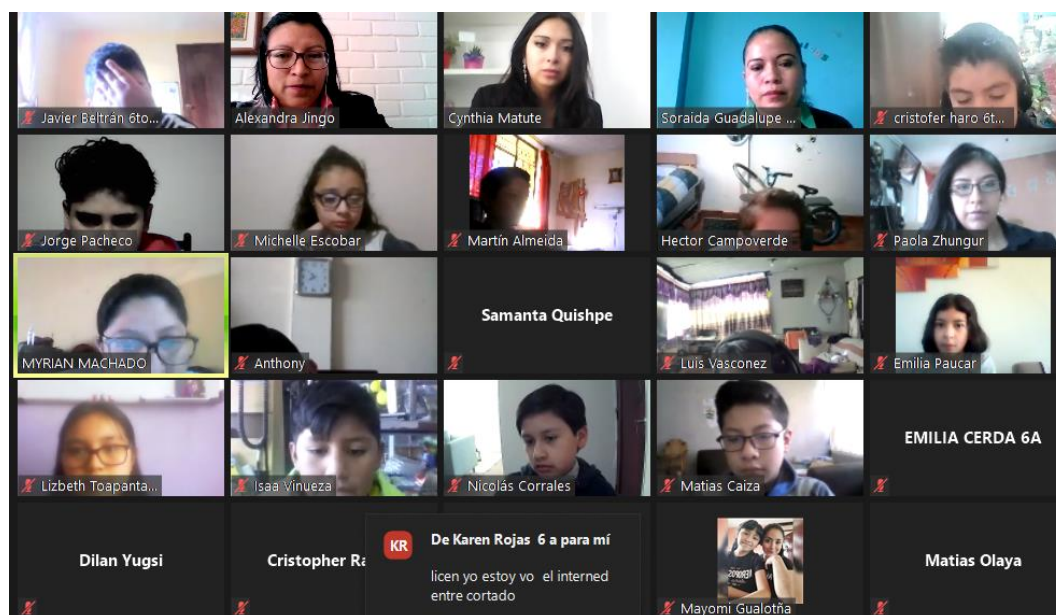 Javier Beltrán 6to...
Alexandra Jingo
Cynthia Matute
Soraida Guadalupe ...
cristofer haro 6t...
Jorge Pacheco
Michelle Escobar
Martín Almeida
Hector Campoverde
Paola Zhungur
MYRIAN MACHADO
Anthony
Samanta Quishpe
Luis Vasconez
Emilia Paucar
Lizbeth Toapanta...
Isaa Vinueza
Nicolás Corrales
Matias Caiza
EMILIA CERDA 6A
Dilan Yugsi
Cristopher Ra
KR
De Karen Rojas 6 a para mí
licen yo estoy vo el interned
entre cortado
Mayomi Gualotña
Matias Olaya